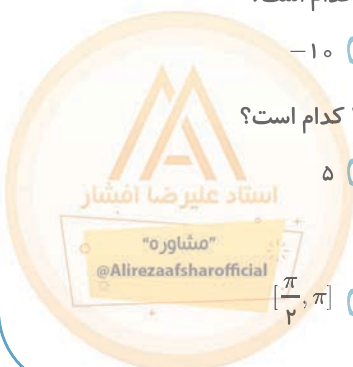 کدام است؟
−۱۰
کدام است؟
۵
استاد علیرضا افشار
"مشاوره"
@Alirezaafsharofficial
[π/۲, π]